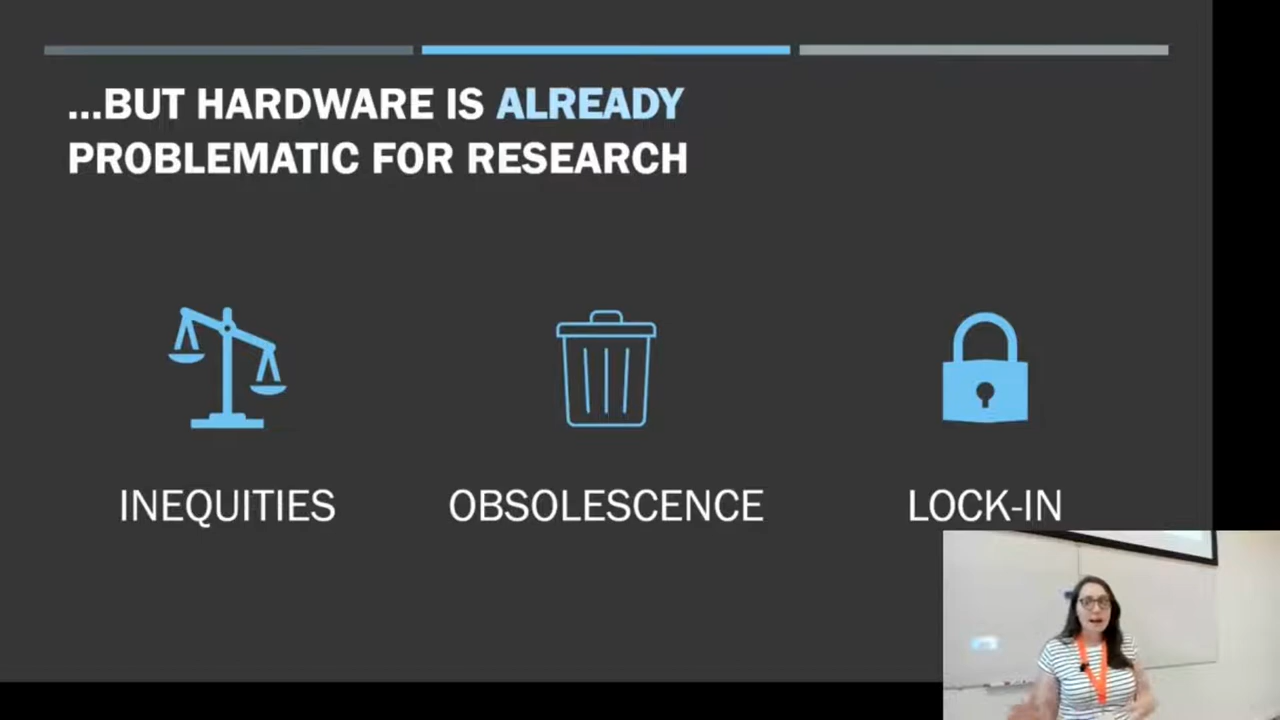 ...BUT HARDWARE IS ALREADY
PROBLEMATIC FOR RESEARCH
INEQUITIES
OBSOLESCENCE
LOCK-IN